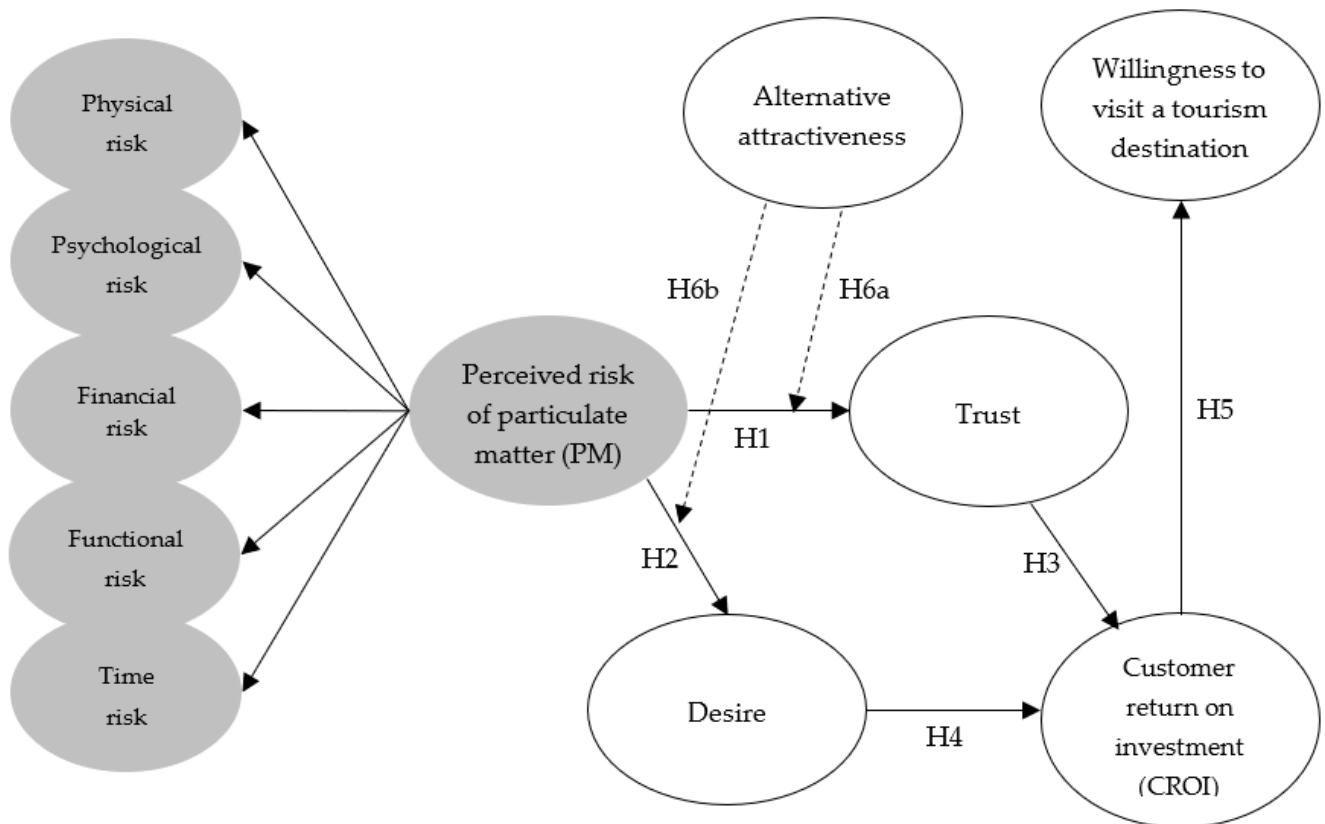 Physical
risk
Psychological
risk
Financial
risk
Functional
risk
Time
risk
Perceived risk
of particulate
matter (PM)
Alternative
attractiveness
Willingness to
visit a tourism
destination
H6b
H6a
H1
Trust
H5
H2
H3
Desire
H4
Customer
return on
investment
(CROI)